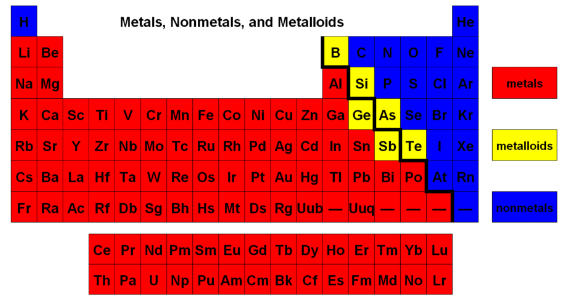 H Metals, Nonmetals, and Metalloids He
Li Be B C N O F Ne
Na Mg Al Si P S Cl Ar metals
K Ca Sc Ti V Cr Mn Fe Co Ni Cu Zn Ga Ge As Se Br Kr
Rb Sr Y Zr Nb Mo Tc Ru Rh Pd Ag Cd In Sn Sb Te I Xe metalloids
Cs Ba La Hf Ta W Re Os Ir Pt Au Hg Tl Pb Bi Po At Rn
Fr Ra Ac Rf Db Sg Bh Hs Mt Ds Rg Uub — Uuq — — — — nonmetals
Ce Pr Nd Pm Sm Eu Gd Tb Dy Ho Er Tm Yb Lu
Th Pa U Np Pu Am Cm Bk Cf Es Fm Md No Lr